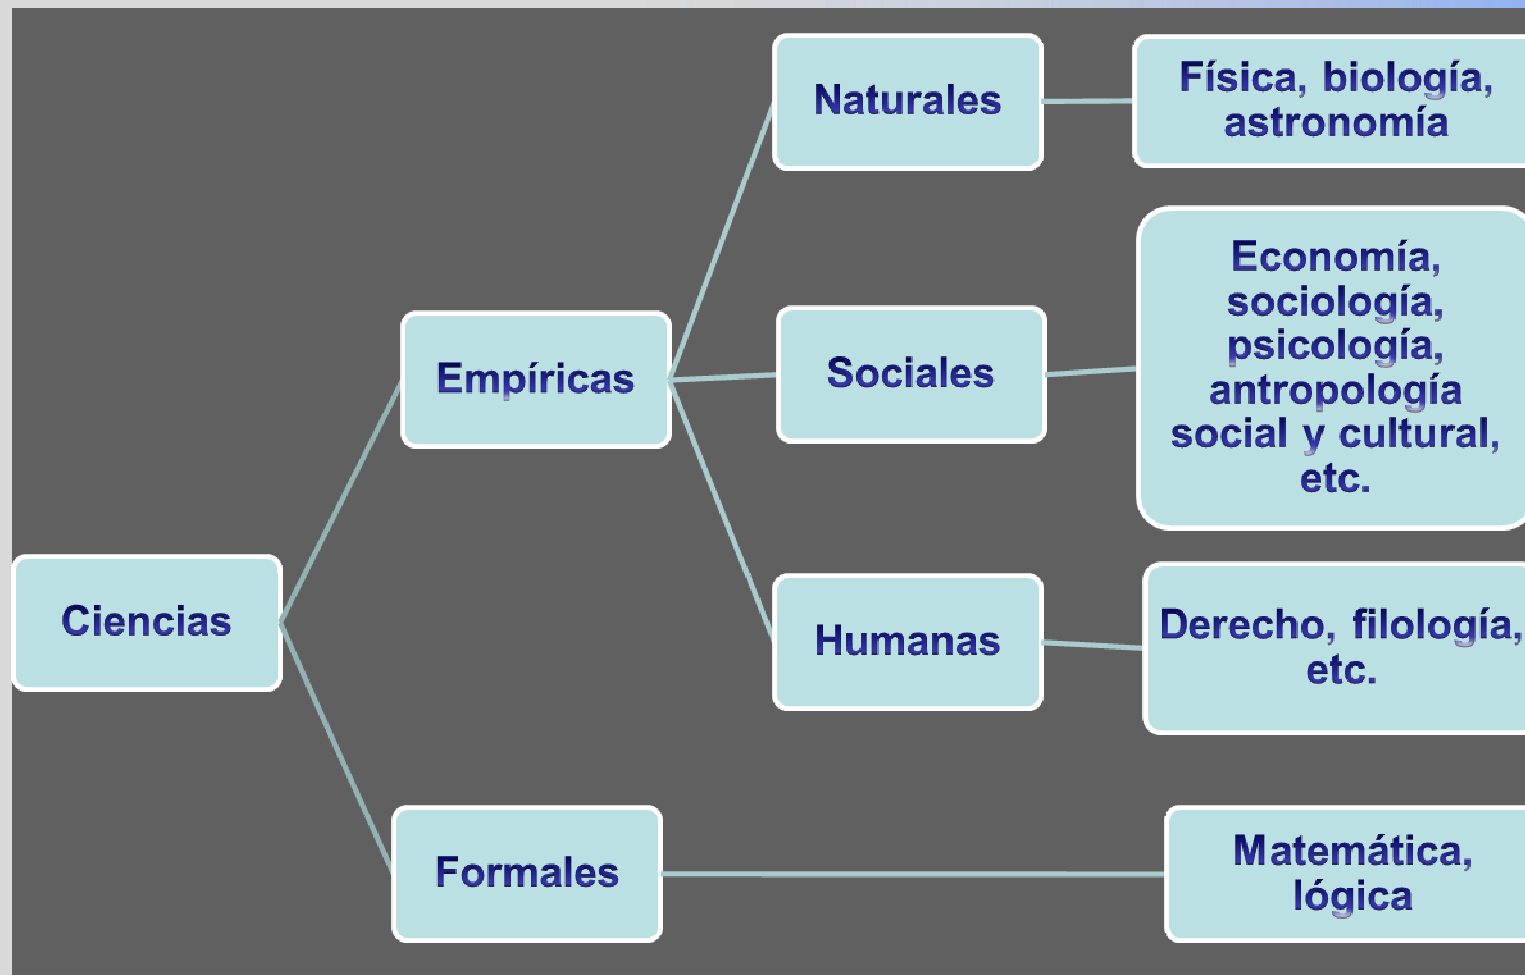 Naturales
Física, biología,
astronomía
Economía,
sociología,
psicología,
antropología
social y cultural,
etc.
Empíricas
Sociales
Ciencias
Humanas
Derecho, filología,
etc.
Formales
Matemática,
lógica